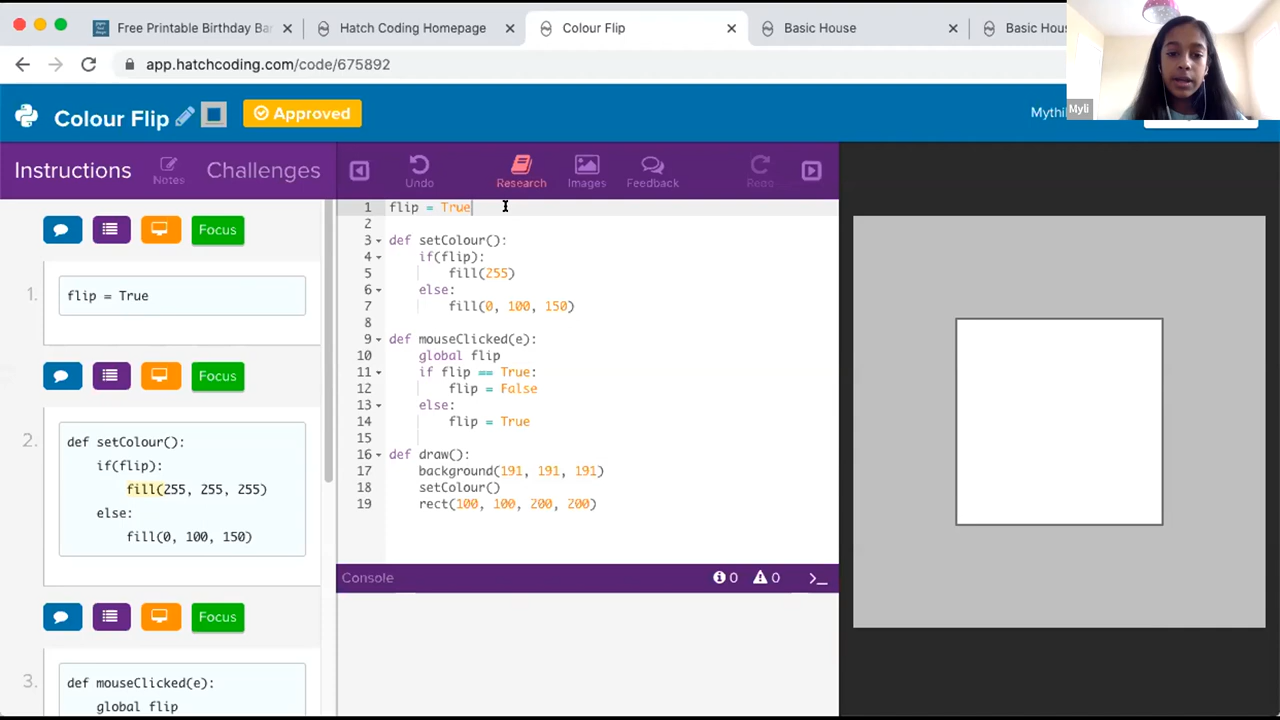 Free Printable Birthday Ba
Hatch Coding Homepage
Colour Flip
Basic House
Basic Hou
app.hatchcoding.com/code/675892
Colour Flip
Approved
Mythi
Myli
Instructions
Notes
Challenges
Undo
Research
Images
Feedback
Redo
Focus
1.
flip = True
Focus
2.
def setColour():
if(flip):
fill(255, 255, 255)
else:
fill(0, 100, 150)
Focus
3.
def mouseClicked(e):
global flip
1 flip = True
2
3 def setColour():
4 if(flip):
5 fill(255)
6 else:
7 fill(0, 100, 150)
8
9 def mouseClicked(e):
10 global flip
11 if flip == True:
12 flip = False
13 else:
14 flip = True
15
16 def draw():
17 background(191, 191, 191)
18 setColour()
19 rect(100, 100, 200, 200)
Console
0
0